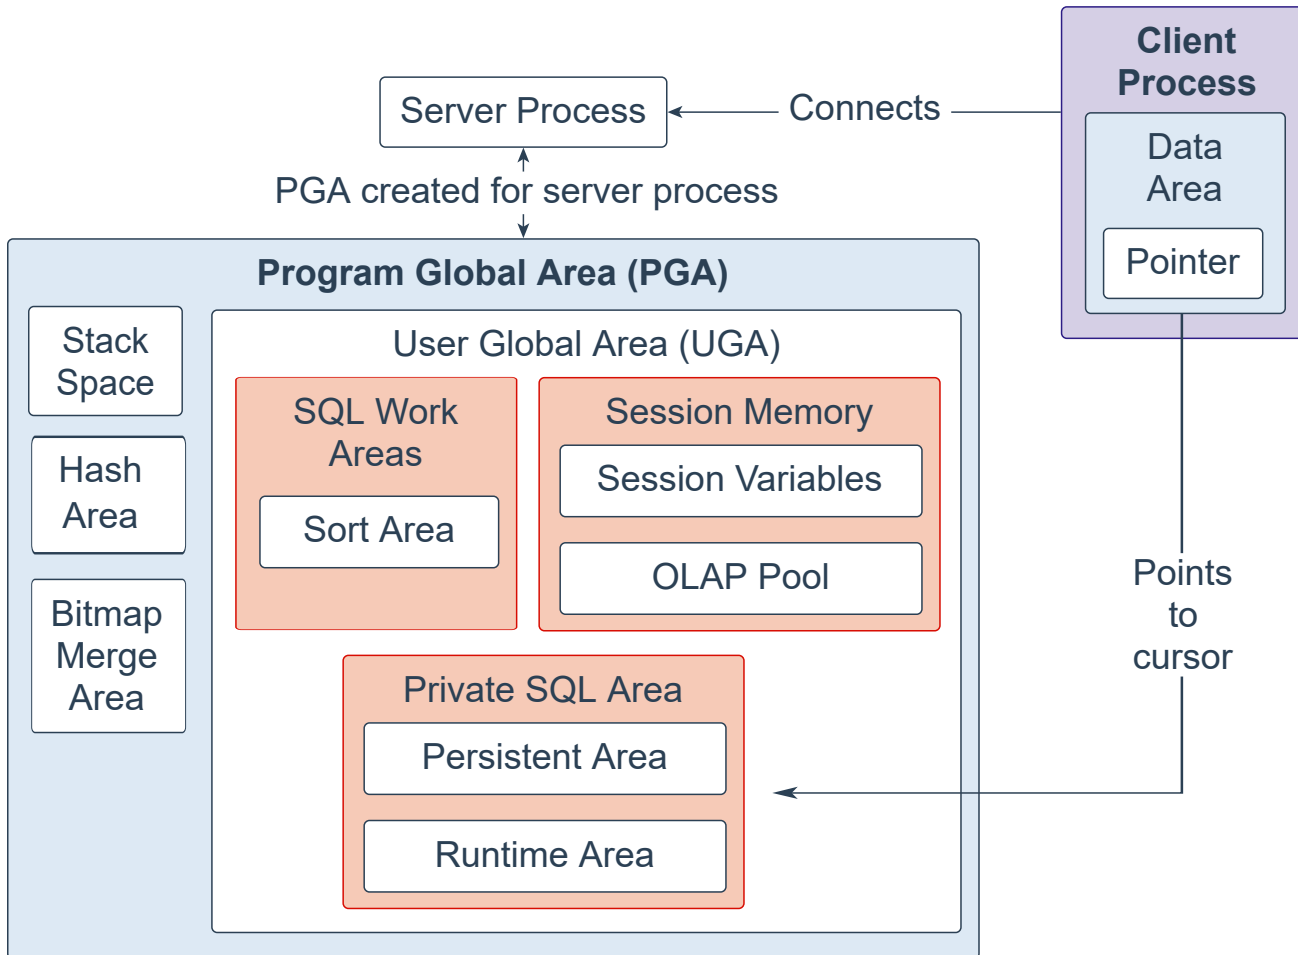 Client
Process
Server Process
Connects
Data
Area
PGA created for server process
Pointer
Program Global Area (PGA)
Stack
Space
Hash
Area
Bitmap
Merge
Area
User Global Area (UGA)
SQL Work
Areas
Sort Area
Session Memory
Session Variables
OLAP Pool
Private SQL Area
Persistent Area
Runtime Area
Points
to
cursor